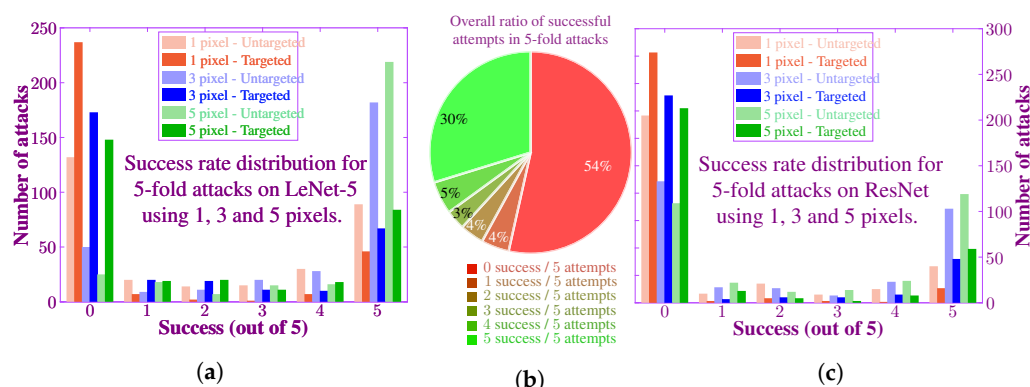 250
200
150
100
50
0
Number of attacks
1 pixel - Untargeted
1 pixel - Targeted
3 pixel - Untargeted
3 pixel - Targeted
5 pixel - Untargeted
5 pixel - Targeted
Success rate distribution for
5-fold attacks on LeNet-5
using 1, 3 and 5 pixels.
0 1 2 3 4 5
Success (out of 5)
(a)
Overall ratio of successful
attempts in 5-fold attacks
30%
54%
5%
3%
4%
4%
0 success / 5 attempts
1 success / 5 attempts
2 success / 5 attempts
3 success / 5 attempts
4 success / 5 attempts
5 success / 5 attempts
(b)
1 pixel - Untargeted
1 pixel - Targeted
3 pixel - Untargeted
3 pixel - Targeted
5 pixel - Untargeted
5 pixel - Targeted
Success rate distribution for
5-fold attacks on ResNet
using 1, 3 and 5 pixels.
300
250
200
150
100
50
0
Number of attacks
0 1 2 3 4 5
Success (out of 5)
(c)